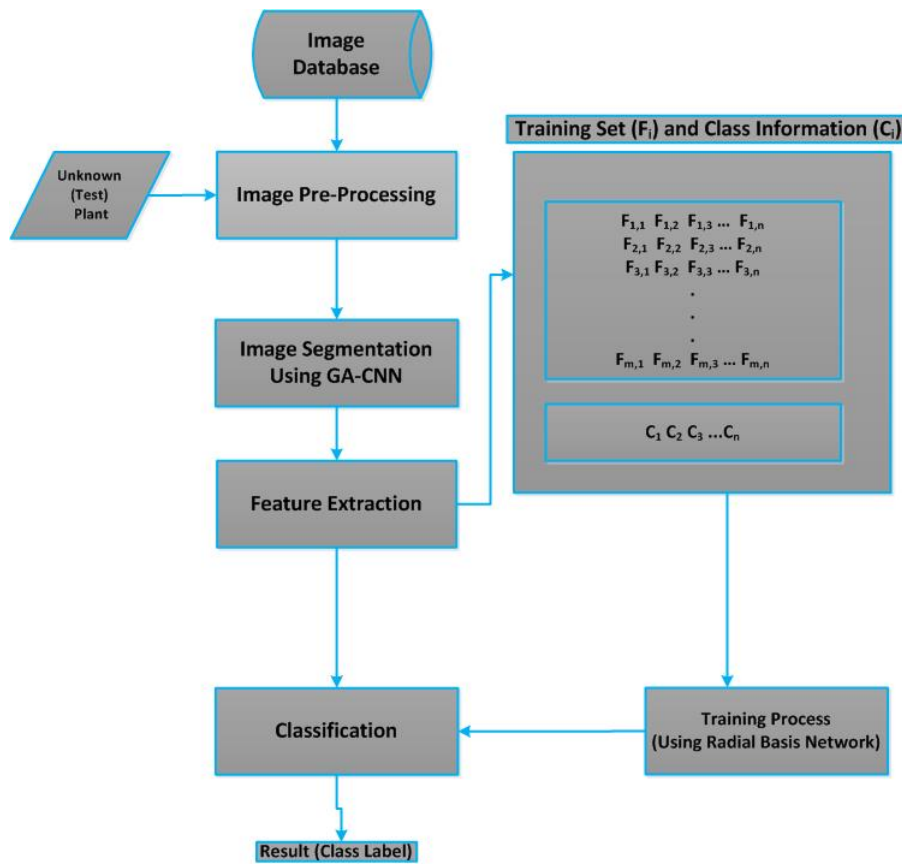 Image
Database
Training Set (Fᵢ) and Class Information (Cᵢ)
Unknown
(Test)
Plant
Image Pre-Processing
F₁,₁ F₁,₂ F₁,₃ ... F₁,ₙ
F₂,₁ F₂,₂ F₂,₃ ... F₂,ₙ
F₃,₁ F₃,₂ F₃,₃ ... F₃,ₙ
.
.
.
Fₘ,₁ Fₘ,₂ Fₘ,₃ ... Fₘ,ₙ
C₁ C₂ C₃ ...Cₙ
Image Segmentation
Using GA-CNN
Feature Extraction
Classification
Training Process
(Using Radial Basis Network)
Result (Class Label)